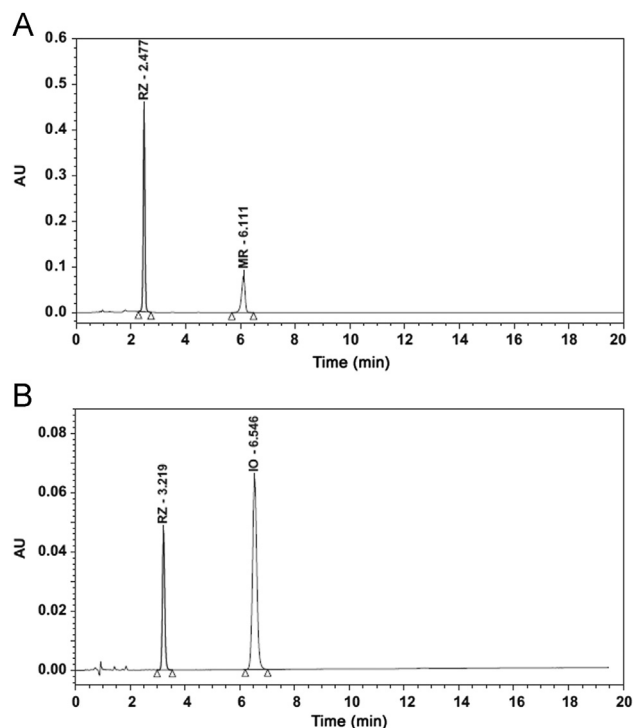 A
0.6
0.5
0.4
0.3
0.2
0.1
0.0
AU
RZ - 2.477
MR - 6.111
0 2 4 6 8 10 12 14 16 18 20
Time (min)
B
0.08
0.06
0.04
0.02
0.00
AU
RZ - 3.219
IO - 6.546
0 2 4 6 8 10 12 14 16 18 20
Time (min)